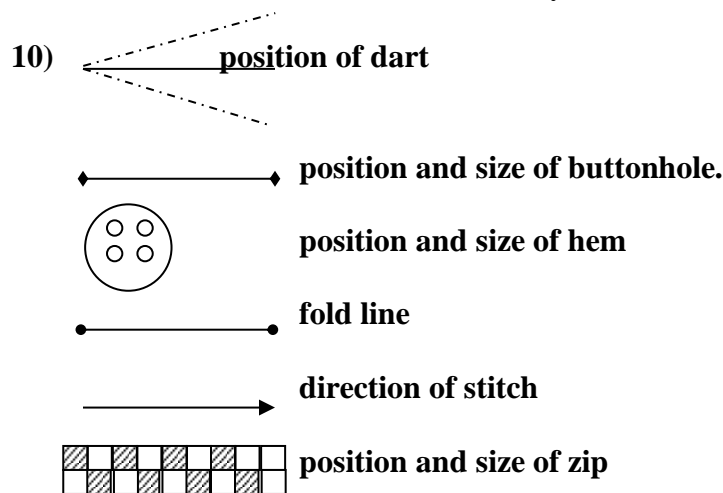 10) position of dart
position and size of buttonhole.
position and size of hem
fold line
direction of stitch
position and size of zip